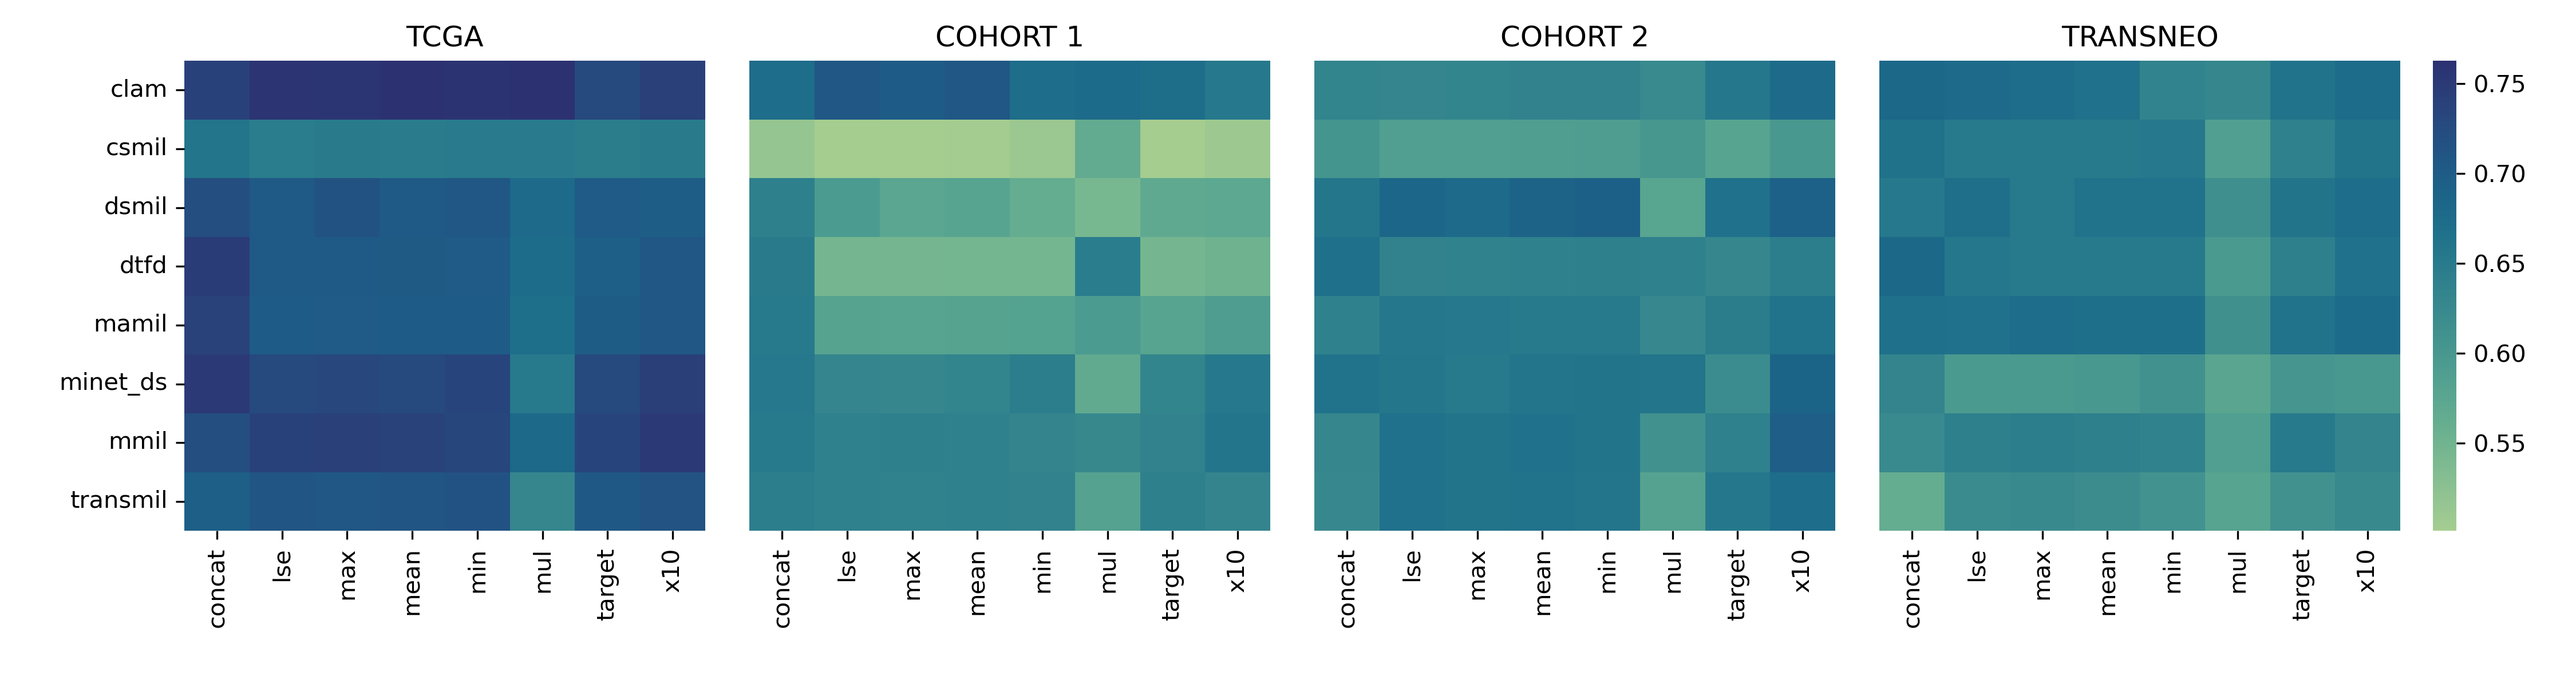 TCGA COHORT 1 COHORT 2 TRANSNEO
clam
csmil
dsmil
dtfd
mamil
minet_ds
mmil
transmil
concat lse max mean min mul target x10 concat lse max mean min mul target x10 concat lse max mean min mul target x10 concat lse max mean min mul target x10
0.75
0.70
0.65
0.60
0.55